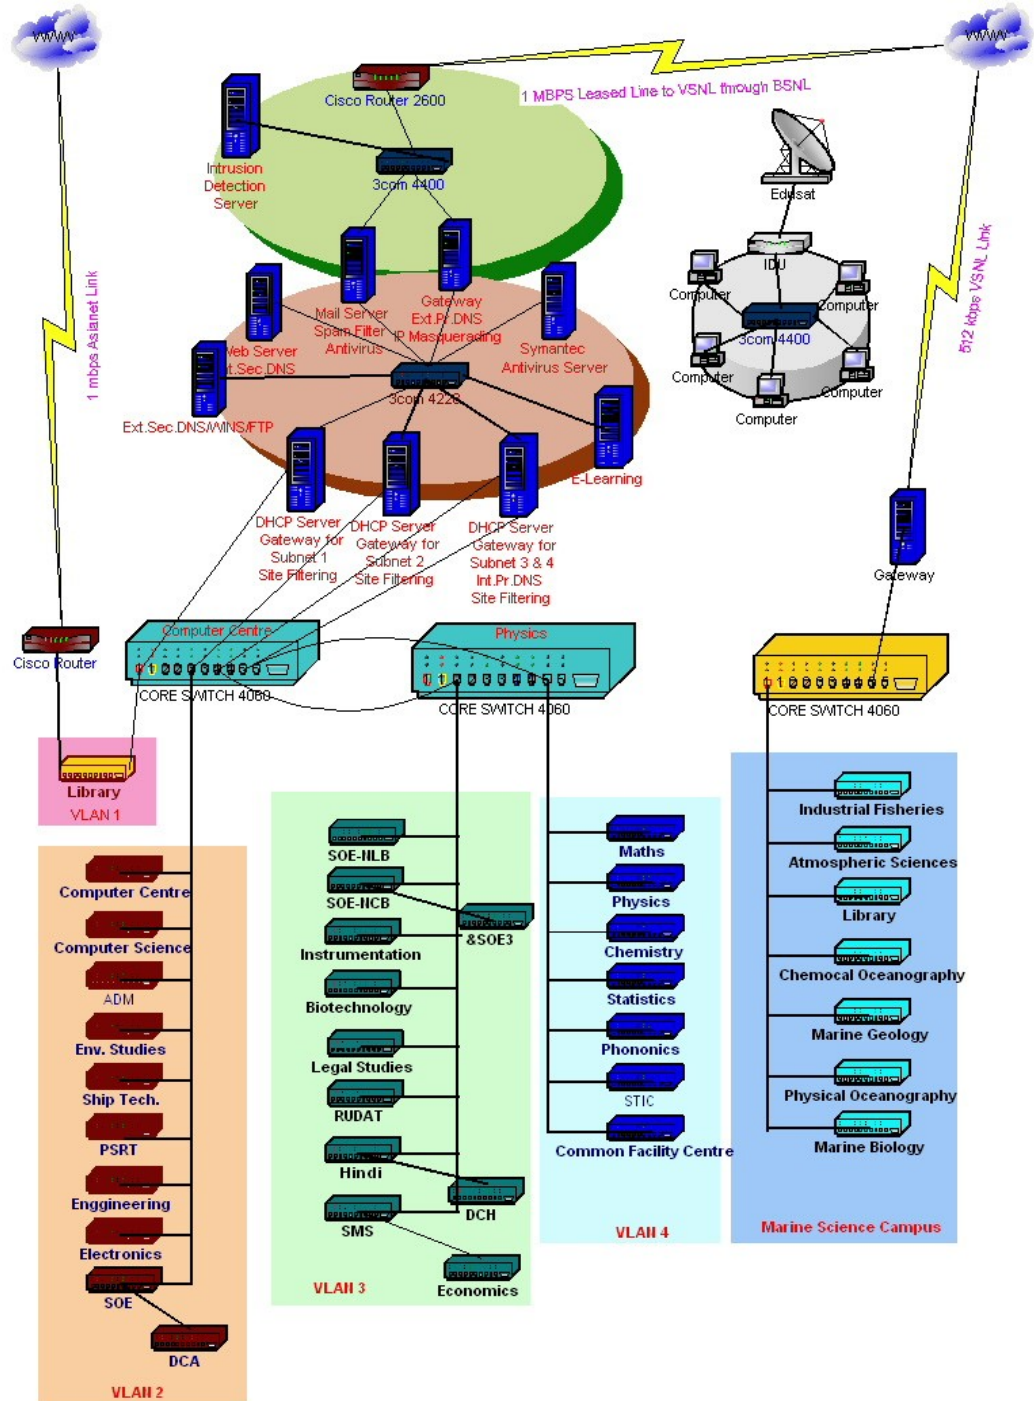 WWW
WWW
Cisco Router 2600
1 MBPS Leased Line to VSNL through BSNL
Intrusion
Detection
Server
3com 4400
Edusat
IDU
Computer
Computer
3com 4400
Computer
Computer
Computer
1 mbps Asianet Link
512 kbps VSNL Link
Mail Server
Spam Filter
Antivirus
Gateway
Ext.Pr.DNS
IP Masquerading
Symantec
Antivirus Server
Web Server
Sec.DNS
3com 4228
Ext.Sec.DNS/WINS/FTP
E-Learning
DHCP Server
Gateway for
Subnet 1
Site Filtering
DHCP Server
Gateway for
Subnet 2
Site Filtering
DHCP Server
Gateway for
Subnet 3 & 4
Int.Pr.DNS
Site Filtering
Gateway
Cisco Router
Computer Centre
CORE SWITCH 4060
Physics
CORE SWITCH 4060
CORE SWITCH 4060
Library
VLAN 1
Computer Centre
Computer Science
ADM
Env. Studies
Ship Tech.
PSRT
Enggineering
Electronics
SOE
DCA
VLAN 2
SOE-NLB
SOE-NCB
&SOE3
Instrumentation
Biotechnology
Legal Studies
RUDAT
Hindi
DCH
SMS
Economics
VLAN 3
Maths
Physics
Chemistry
Statistics
Phononics
STIC
Common Facility Centre
VLAN 4
Industrial Fisheries
Atmospheric Sciences
Library
Chemocal Oceanography
Marine Geology
Physical Oceanography
Marine Biology
Marine Science Campus